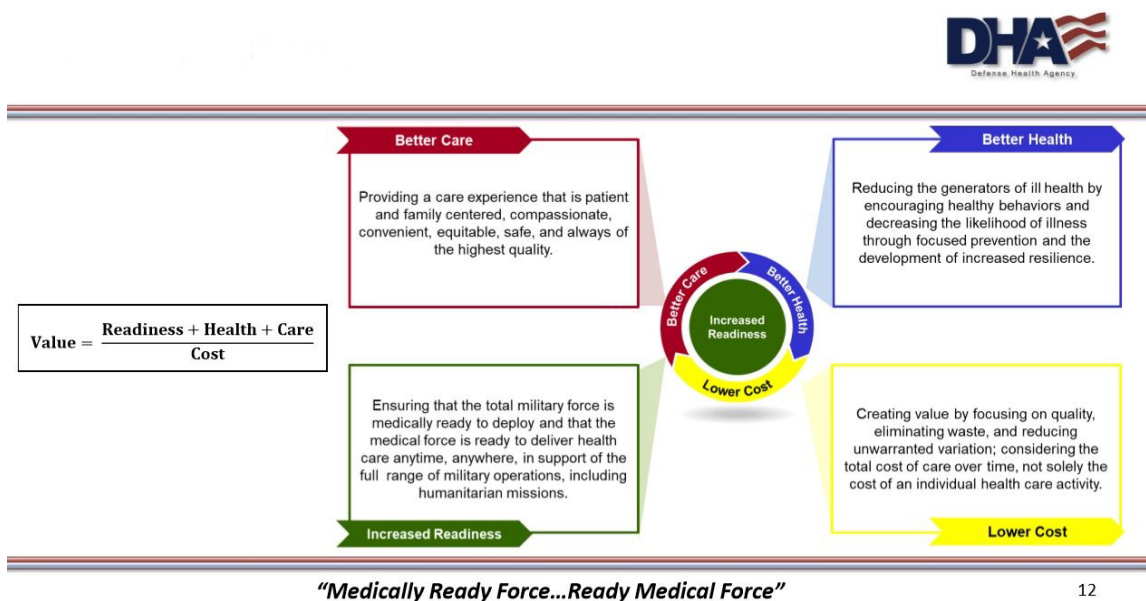 DHA
Defense Health Agency
Better Care
Providing a care experience that is patient
and family centered, compassionate,
convenient, equitable, safe, and always of
the highest quality.
Better Health
Reducing the generators of ill health by
encouraging healthy behaviors and
decreasing the likelihood of illness
through focused prevention and the
development of increased resilience.
Value = Readiness + Health + Care
Cost
Better Care
Better Health
Increased
Readiness
Lower Cost
Ensuring that the total military force is
medically ready to deploy and that the
medical force is ready to deliver health
care anytime, anywhere, in support of the
full range of military operations, including
humanitarian missions.
Increased Readiness
Creating value by focusing on quality,
eliminating waste, and reducing
unwarranted variation; considering the
total cost of care over time, not solely the
cost of an individual health care activity.
Lower Cost
“Medically Ready Force...Ready Medical Force”
12